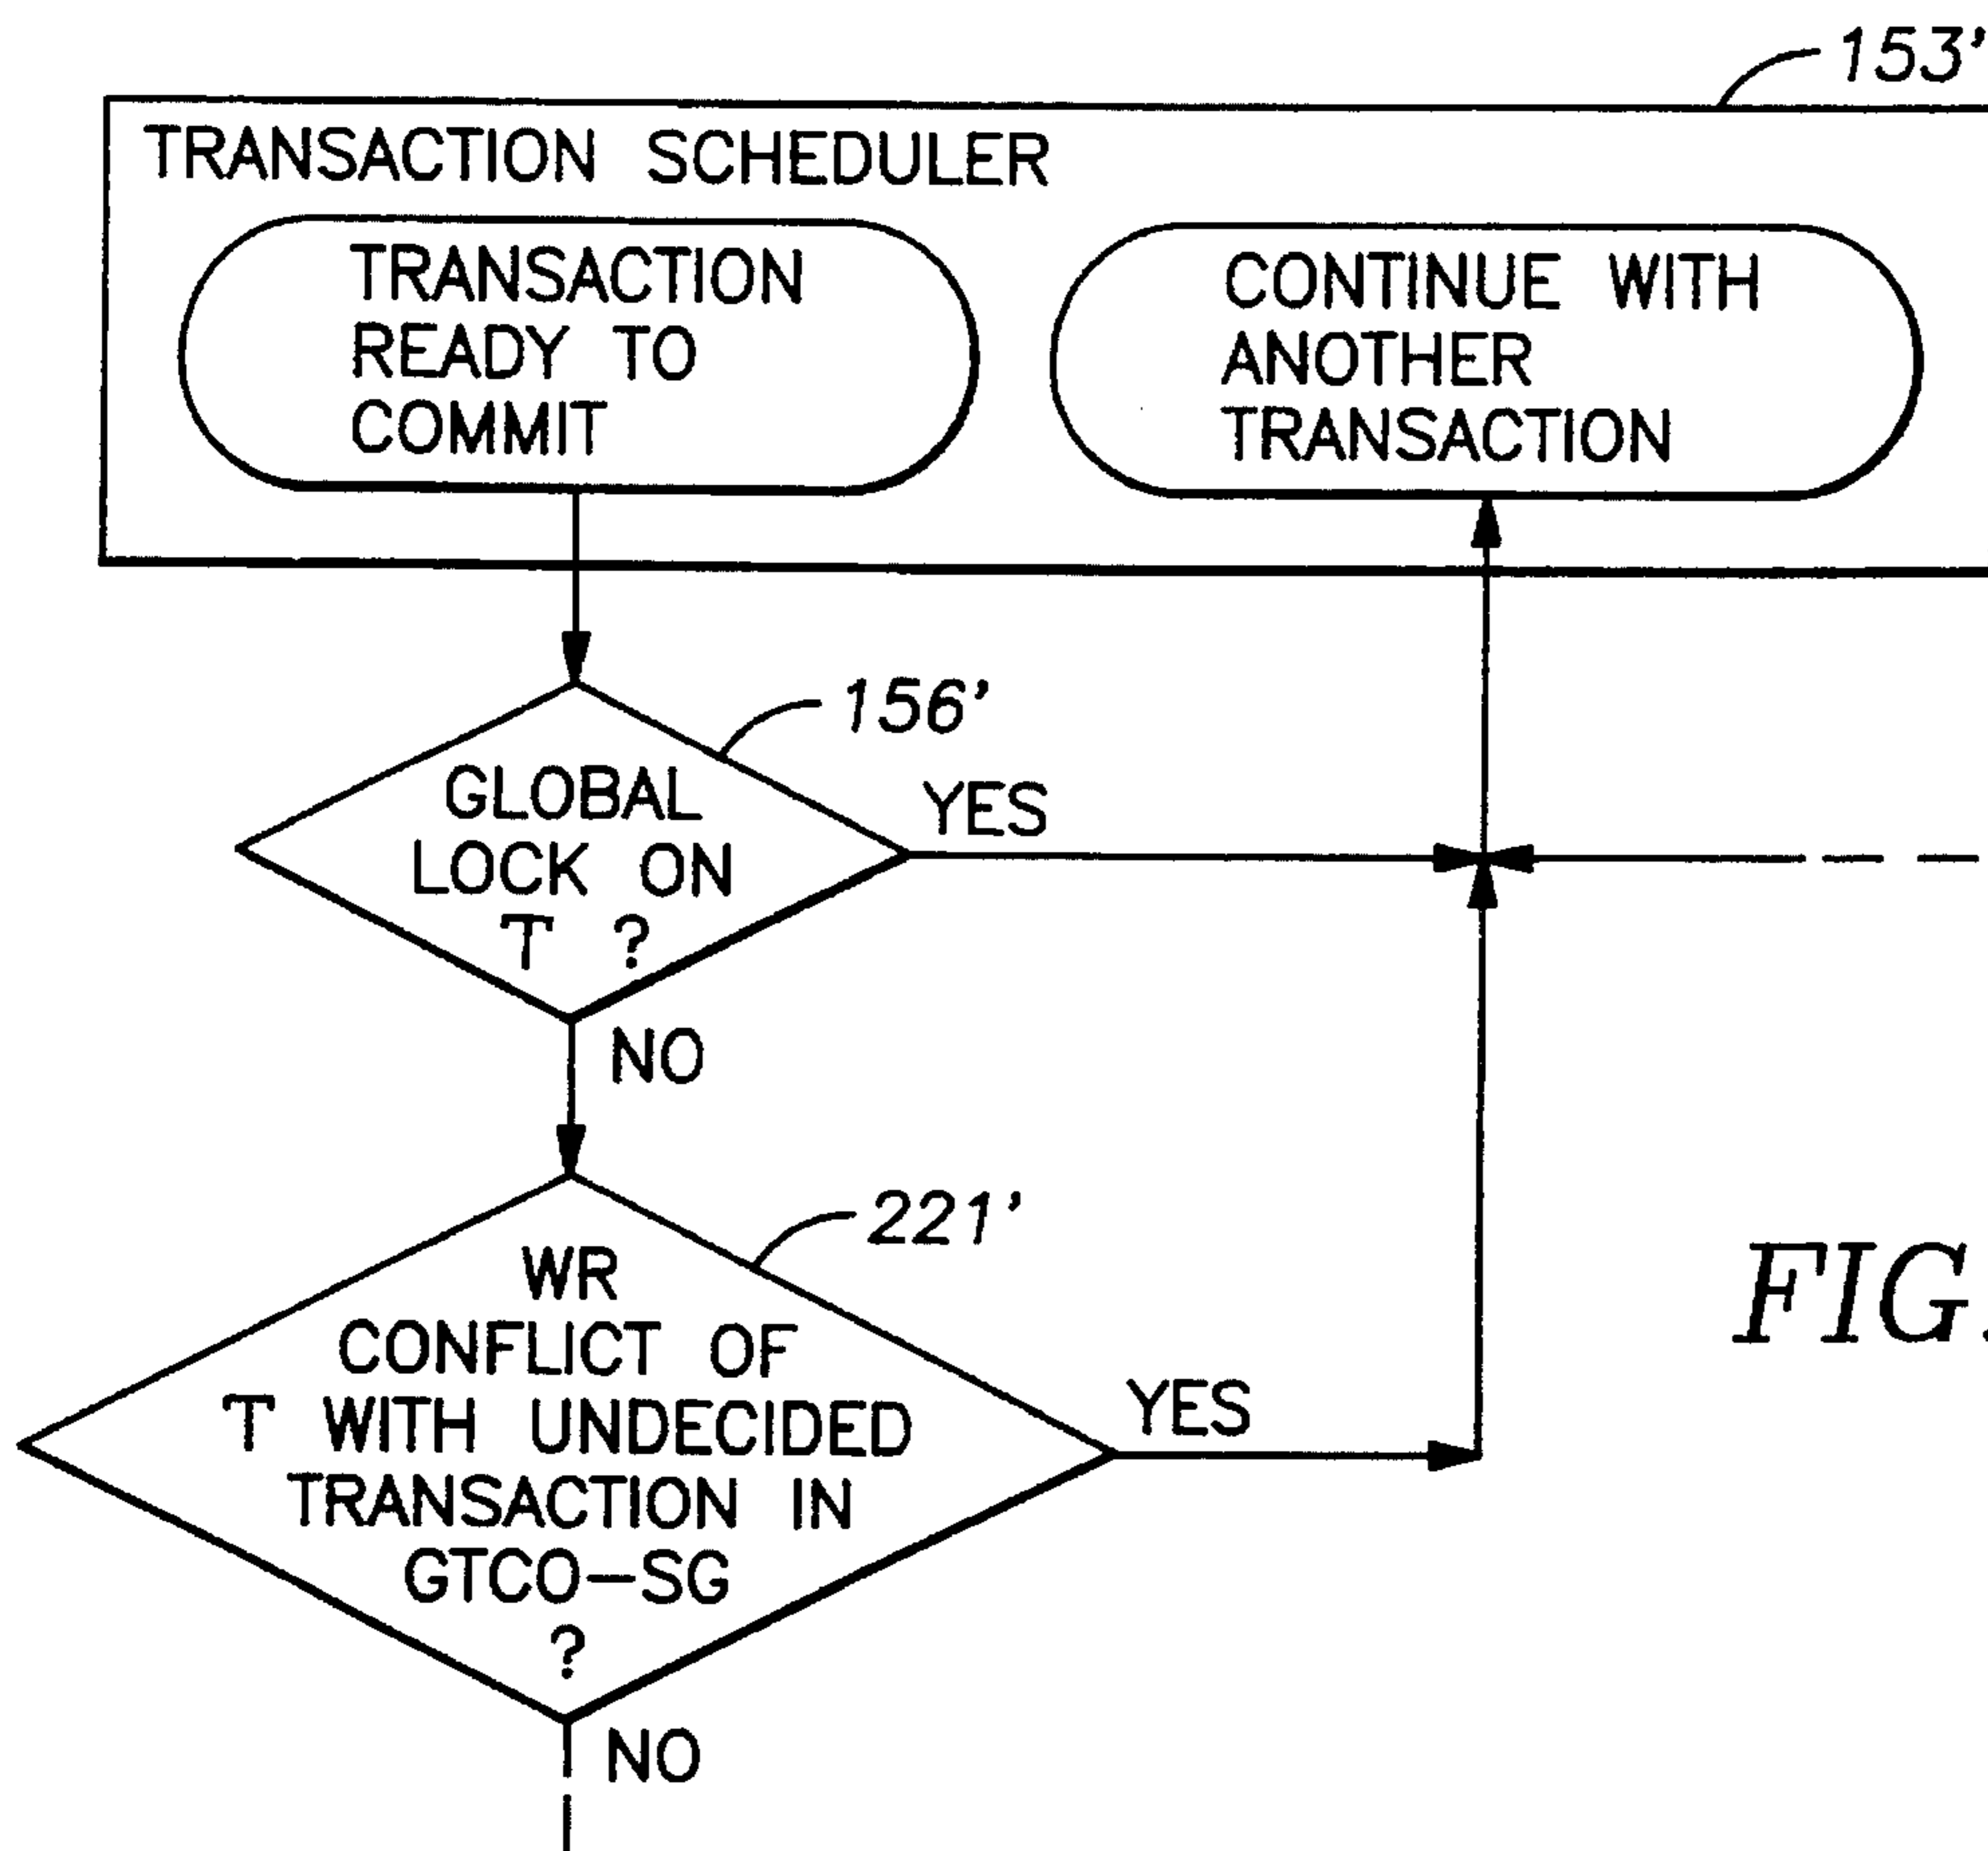 153'
TRANSACTION SCHEDULER
TRANSACTION
READY TO
COMMIT
CONTINUE WITH
ANOTHER
TRANSACTION
156'
GLOBAL
LOCK ON
T ?
YES
NO
221'
WR
CONFLICT OF
T WITH UNDECIDED
TRANSACTION IN
GTCO-SG
?
YES
NO
FIG.